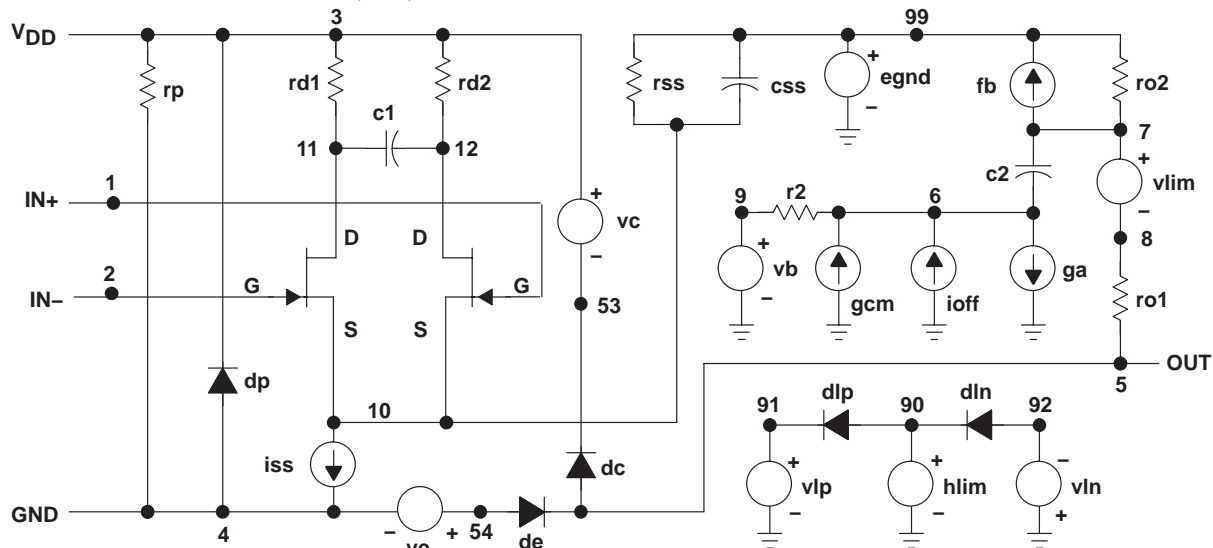 3
99
VDD
rd1
rd2
rp
rss
css
egnd
fb
ro2
c1
7
11
12
c2
vlim
1
IN+
9
r2
6
vc
8
D
D
vb
2
IN–
G
G
gcm
ioff
ga
ro1
53
S
S
OUT
5
dp
dlp
dln
91
90
92
10
iss
dc
vlp
hlim
vln
GND
4
54
de